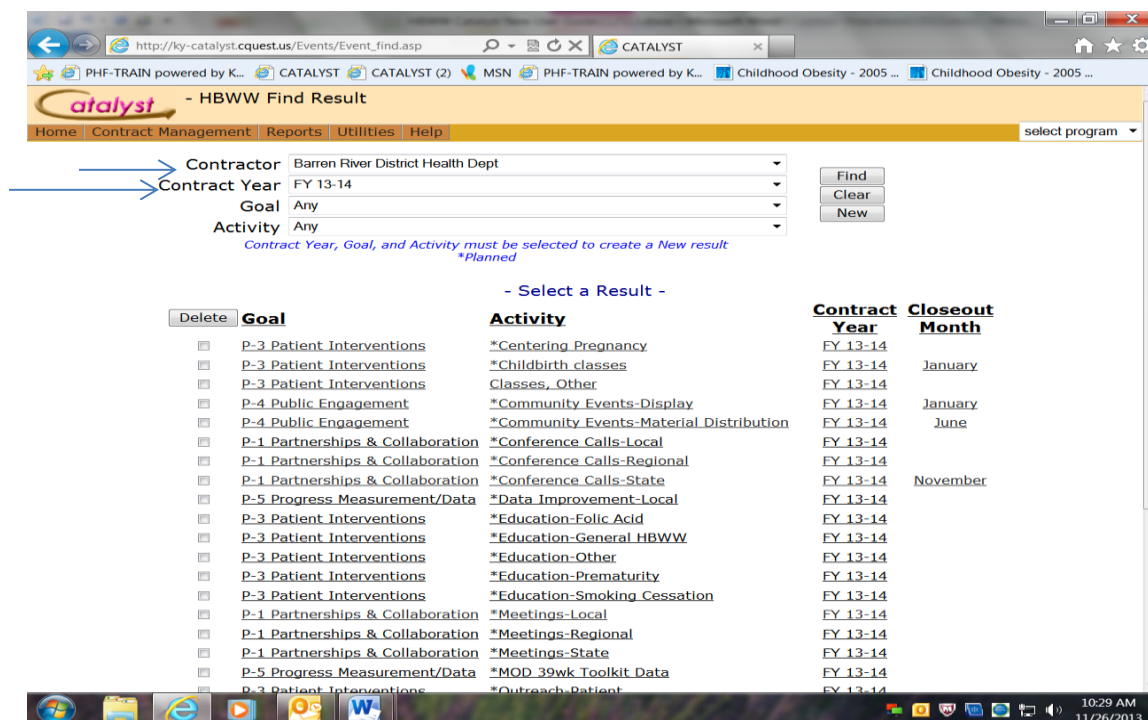 http://ky-catalyst.cquest.us/Events/Event_find.asp CATALYST
PHF-TRAIN powered by K... CATALYST CATALYST (2) MSN PHF-TRAIN powered by K... Childhood Obesity - 2005 ... Childhood Obesity - 2005 ...
Catalyst - HBWW Find Result
Home Contract Management Reports Utilities Help select program
Contractor Barren River District Health Dept
Contract Year FY 13-14
Goal Any
Activity Any
Find
Clear
New
Contract Year, Goal, and Activity must be selected to create a New result
*Planned
- Select a Result -
Delete Goal Activity Contract Year Closeout Month
P-3 Patient Interventions *Centering Pregnancy FY 13-14
P-3 Patient Interventions *Childbirth classes FY 13-14 January
P-3 Patient Interventions Classes, Other FY 13-14
P-4 Public Engagement *Community Events-Display FY 13-14 January
P-4 Public Engagement *Community Events-Material Distribution FY 13-14 June
P-1 Partnerships & Collaboration *Conference Calls-Local FY 13-14
P-1 Partnerships & Collaboration *Conference Calls-Regional FY 13-14
P-1 Partnerships & Collaboration *Conference Calls-State FY 13-14 November
P-5 Progress Measurement/Data *Data Improvement-Local FY 13-14
P-3 Patient Interventions *Education-Folic Acid FY 13-14
P-3 Patient Interventions *Education-General HBWW FY 13-14
P-3 Patient Interventions *Education-Other FY 13-14
P-3 Patient Interventions *Education-Prematurity FY 13-14
P-3 Patient Interventions *Education-Smoking Cessation FY 13-14
P-1 Partnerships & Collaboration *Meetings-Local FY 13-14
P-1 Partnerships & Collaboration *Meetings-Regional FY 13-14
P-1 Partnerships & Collaboration *Meetings-State FY 13-14
P-5 Progress Measurement/Data *MOD 39wk Toolkit Data FY 13-14
P-3 Patient Interventions *Outreach-Patient FY 13-14
10:29 AM
11/26/2013